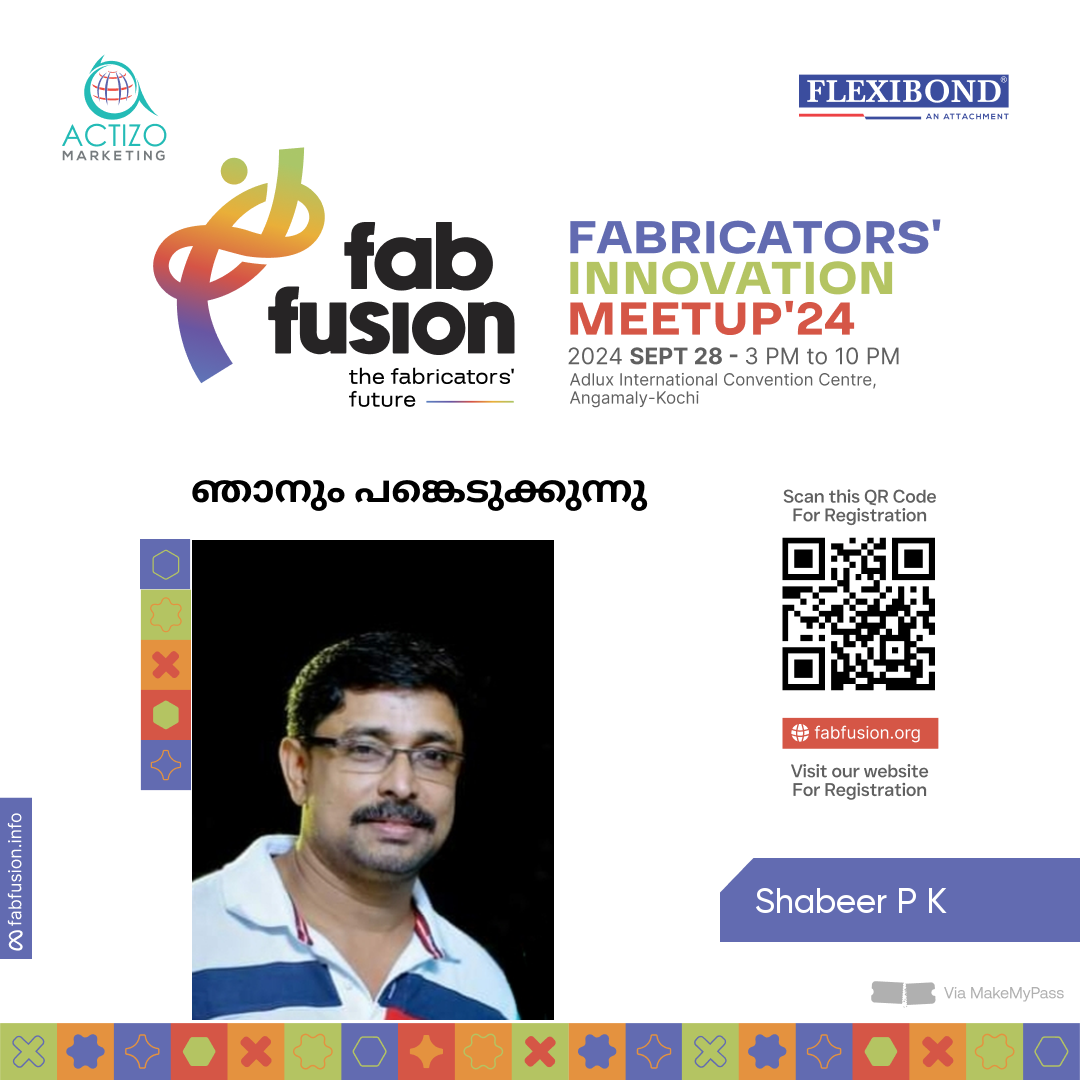 ACTIZO
MARKETING
FLEXIBOND®
AN ATTACHMENT
fab
fusion
the fabricators'
future
FABRICATORS'
INNOVATION
MEETUP'24
2024 SEPT 28 - 3 PM to 10 PM
Adlux International Convention Centre,
Angamaly-Kochi
ഞാനും പങ്കെടുക്കുന്നു
Scan this QR Code
For Registration
fabfusion.org
Visit our website
For Registration
fabfusion.info
Shabeer P K
Via MakeMyPass